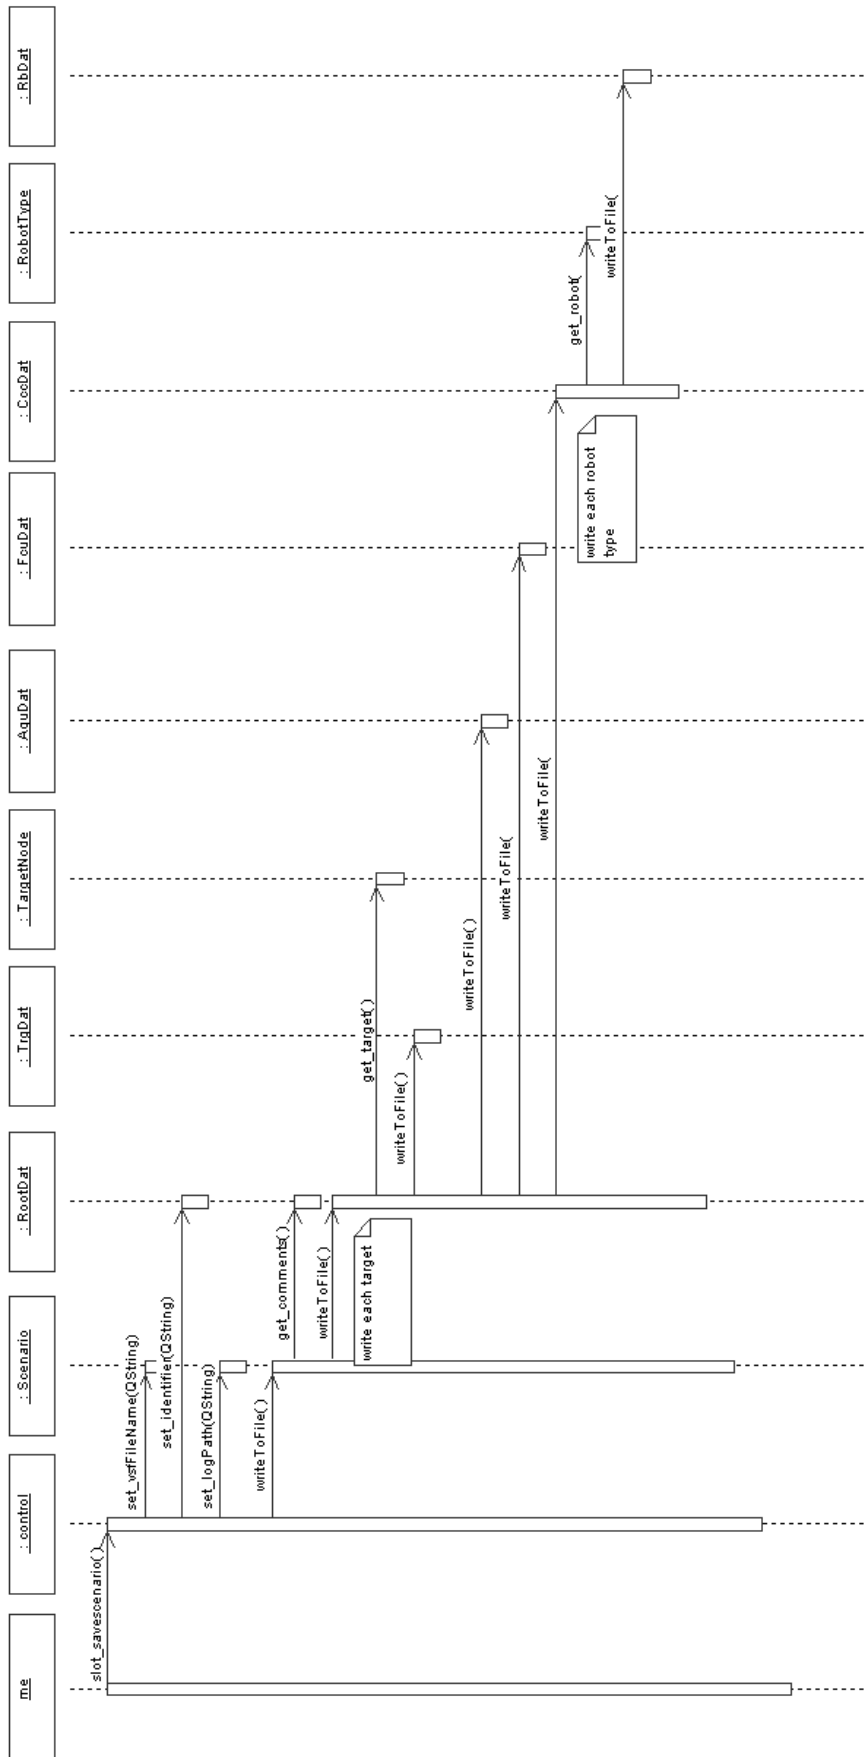 me
: control
: Scenario
: RootDat
: TrgDat
: TargetNode
: AquDat
: FcuDat
: CccDat
: RobotType
: RbDat
slot_savescenario()
set_vsfFileName(QString)
set_identifier(QString)
set_logPath(QString)
writeToFile()
get_comments()
writeToFile()
write each target
get_target()
writeToFile()
writeToFile()
writeToFile(
writeToFile(
write each robot
type
get_robot(
writeToFile(